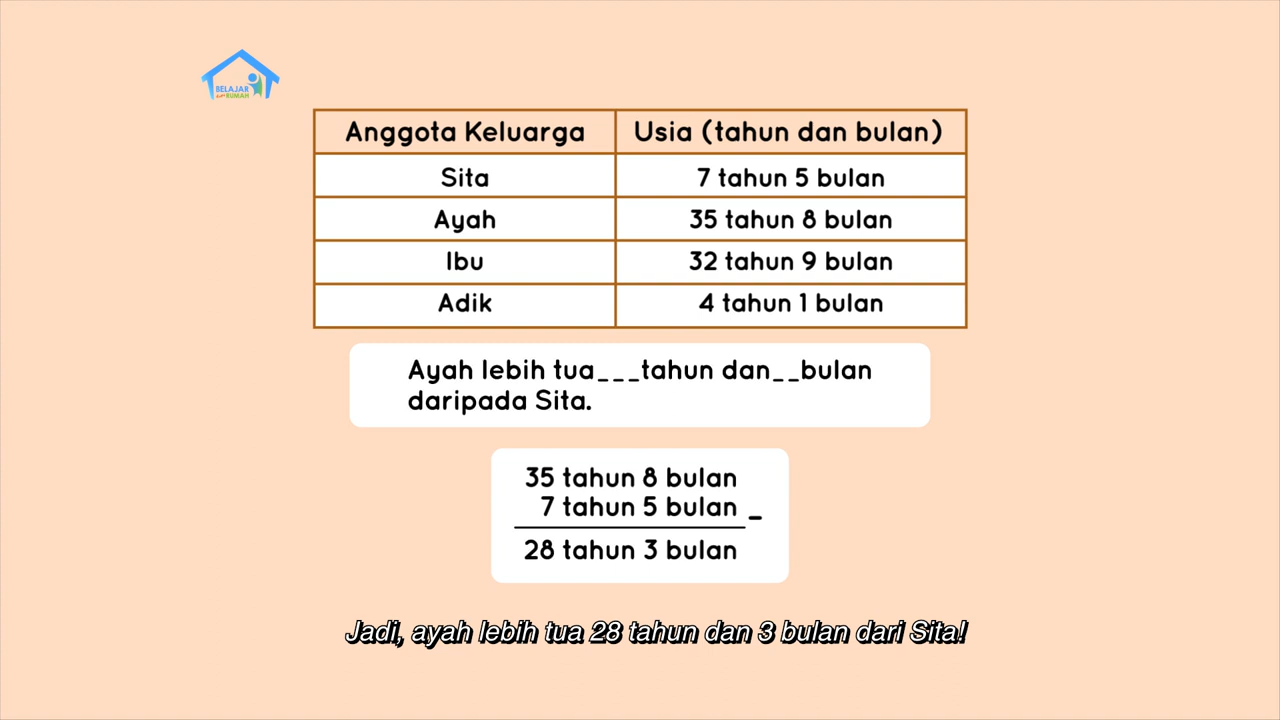 BELAJAR
RUMAH
Anggota Keluarga Usia (tahun dan bulan)
Sita 7 tahun 5 bulan
Ayah 35 tahun 8 bulan
Ibu 32 tahun 9 bulan
Adik 4 tahun 1 bulan
Ayah lebih tua___tahun dan__bulan
daripada Sita.
35 tahun 8 bulan
7 tahun 5 bulan -
28 tahun 3 bulan
Jadi, ayah lebih tua 28 tahun dan 3 bulan dari Sita!